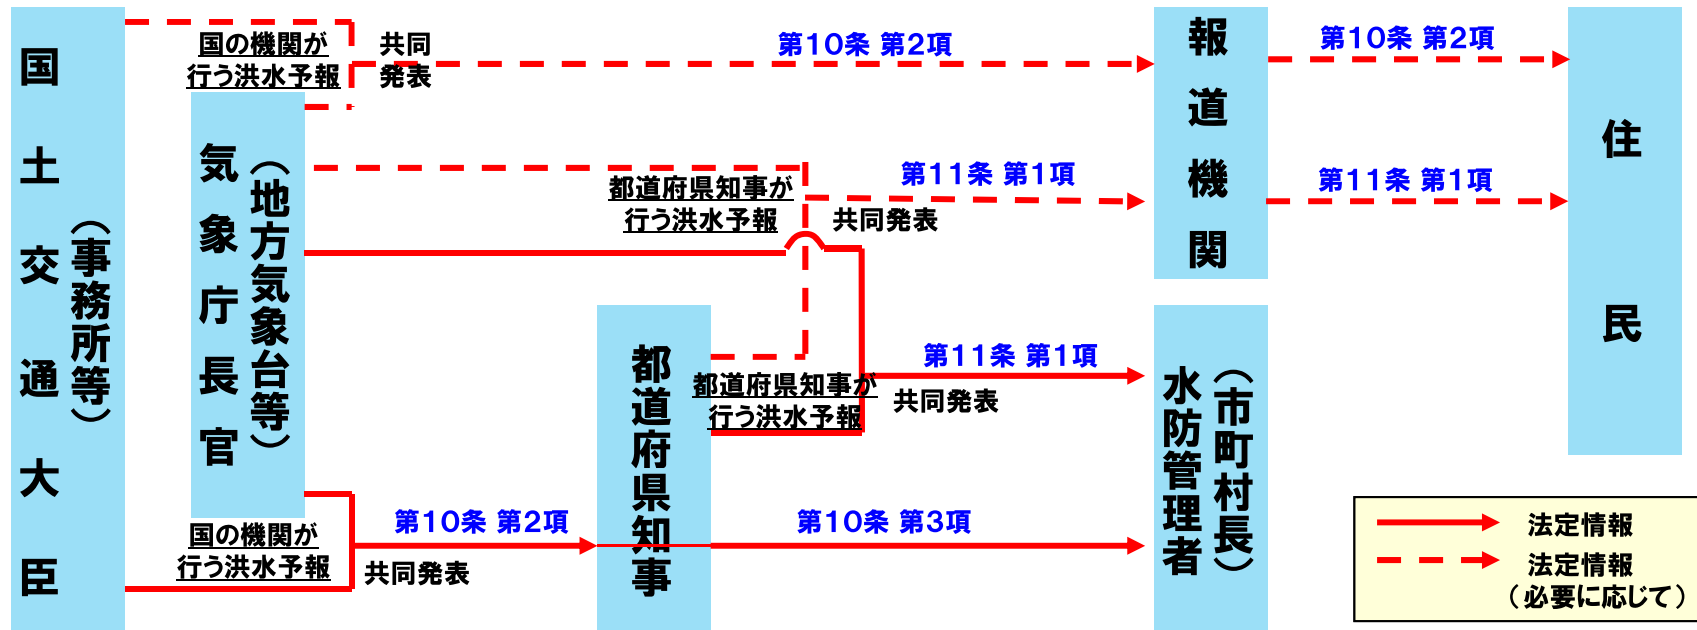 国土交通大臣
（事務所等）
国の機関が
行う洪水予報
共同
発表
気象庁長官
（地方気象台等）
国の機関が
行う洪水予報
共同発表
第10条 第2項
第10条 第2項
都道府県知事が
行う洪水予報
第11条 第1項
共同発表
都道府県知事
都道府県知事が
行う洪水予報
第11条 第1項
共同発表
第10条 第3項
報道機関
水防管理者
（市町村長）
第10条 第2項
第11条 第1項
住民
法定情報
法定情報
（必要に応じて）